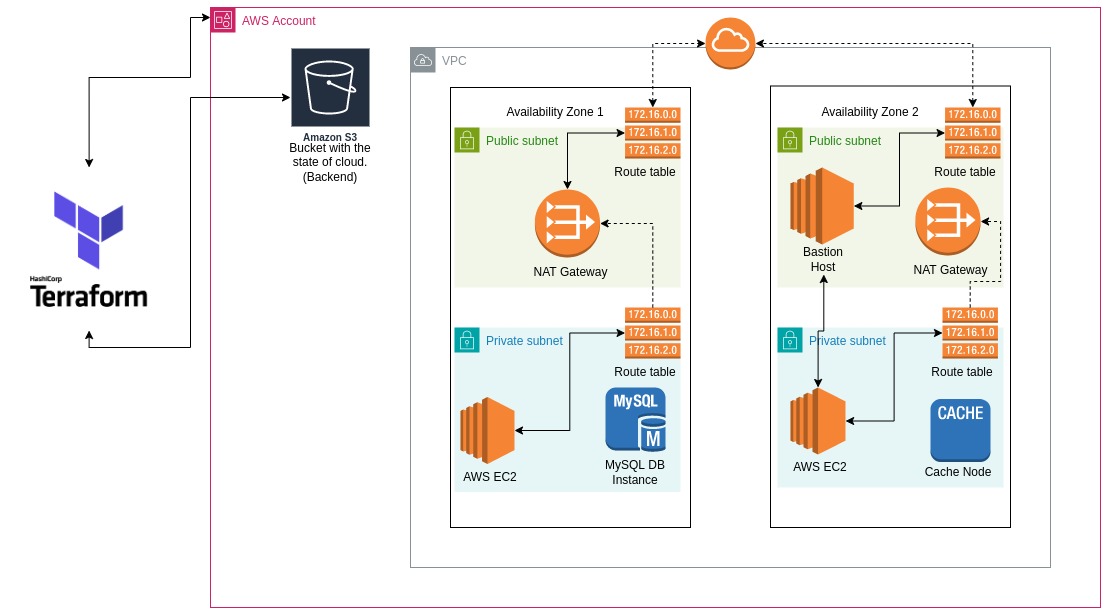 AWS Account
VPC
Amazon S3
Bucket with the
state of cloud.
(Backend)
HashiCorp
Terraform
Availability Zone 1
172.16.0.0
172.16.1.0
172.16.2.0
Route table
Public subnet
NAT Gateway
172.16.0.0
172.16.1.0
172.16.2.0
Route table
Private subnet
AWS EC2
MySQL
M
MySQL DB
Instance
Availability Zone 2
172.16.0.0
172.16.1.0
172.16.2.0
Route table
Public subnet
Bastion
Host
NAT Gateway
172.16.0.0
172.16.1.0
172.16.2.0
Route table
Private subnet
AWS EC2
CACHE
Cache Node